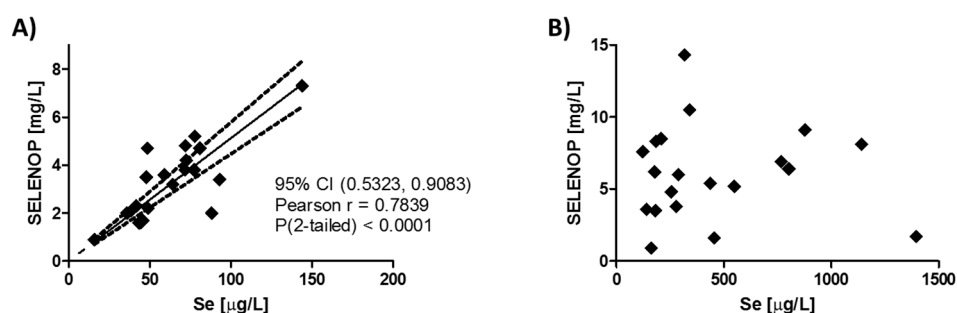 A)
SELENOP [mg/L]
8
6
4
2
0
95% CI (0.5323, 0.9083)
Pearson r = 0.7839
P(2-tailed) < 0.0001
0 50 100 150 200
Se [µg/L]
B)
SELENOP [mg/L]
15
10
5
0
0 500 1000 1500
Se [µg/L]